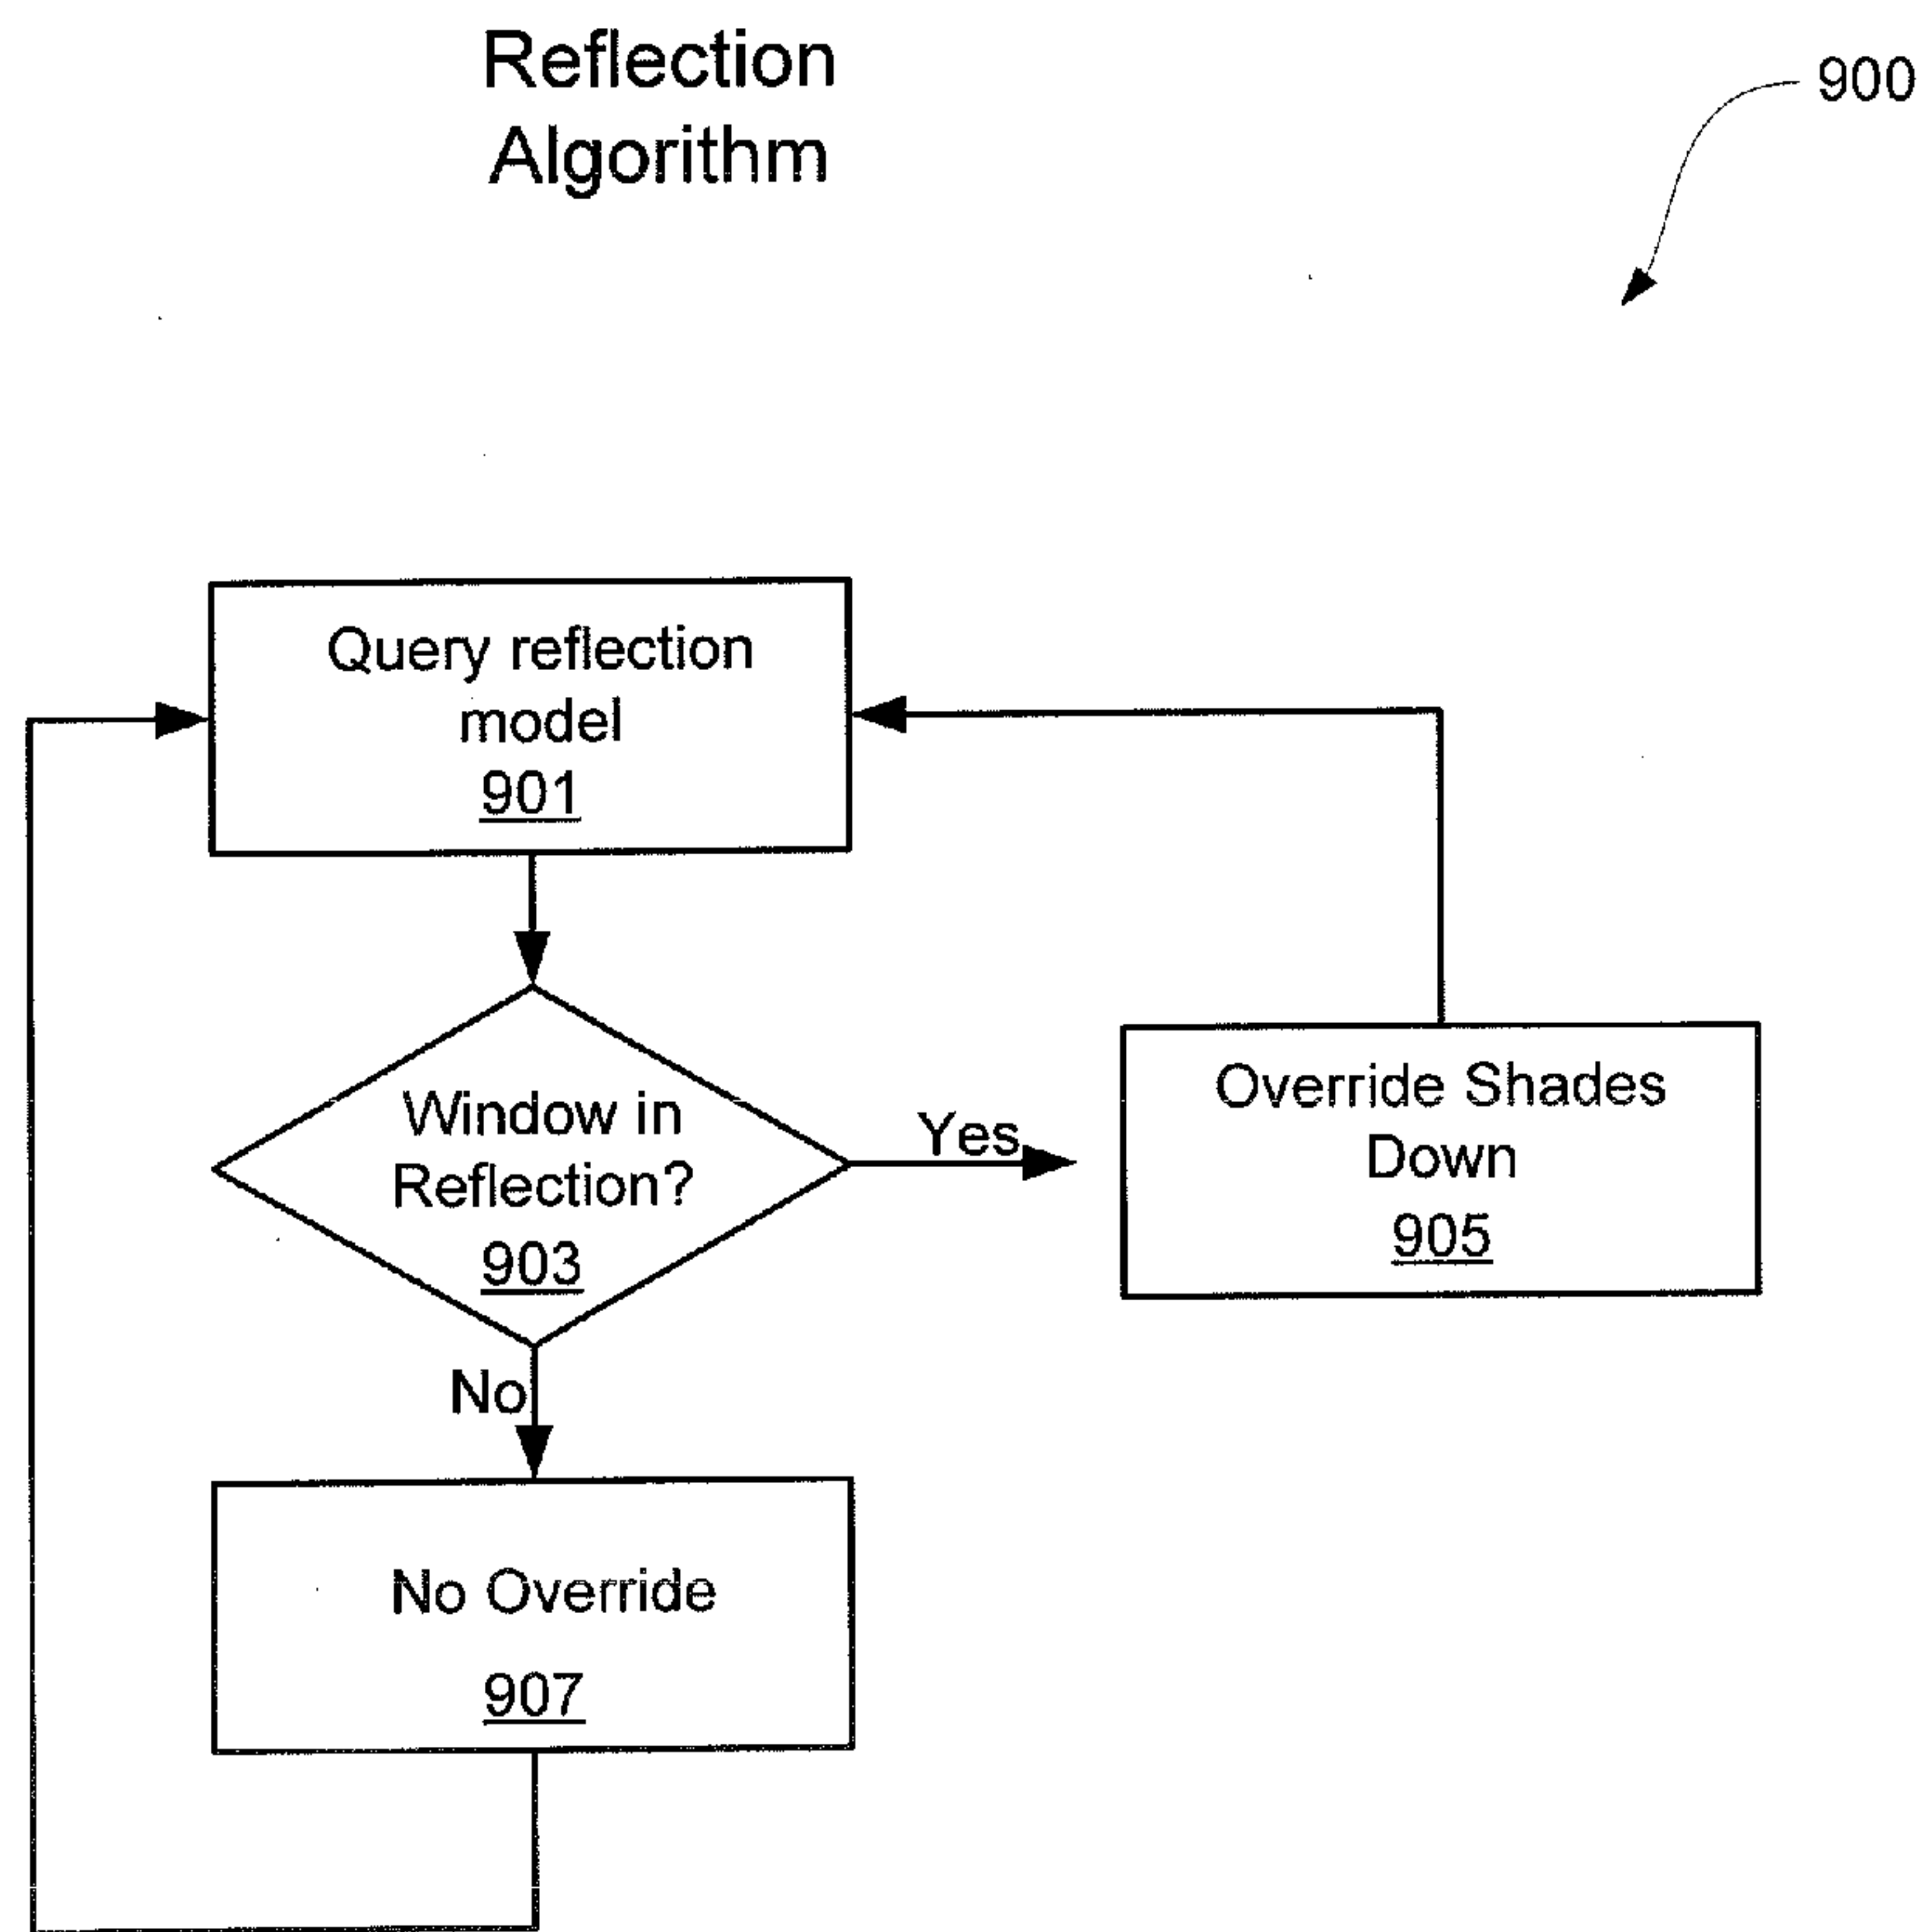 Reflection
Algorithm
900
Query reflection
model
901
Window in
Reflection?
903
Yes
Override Shades
Down
905
No
No Override
907